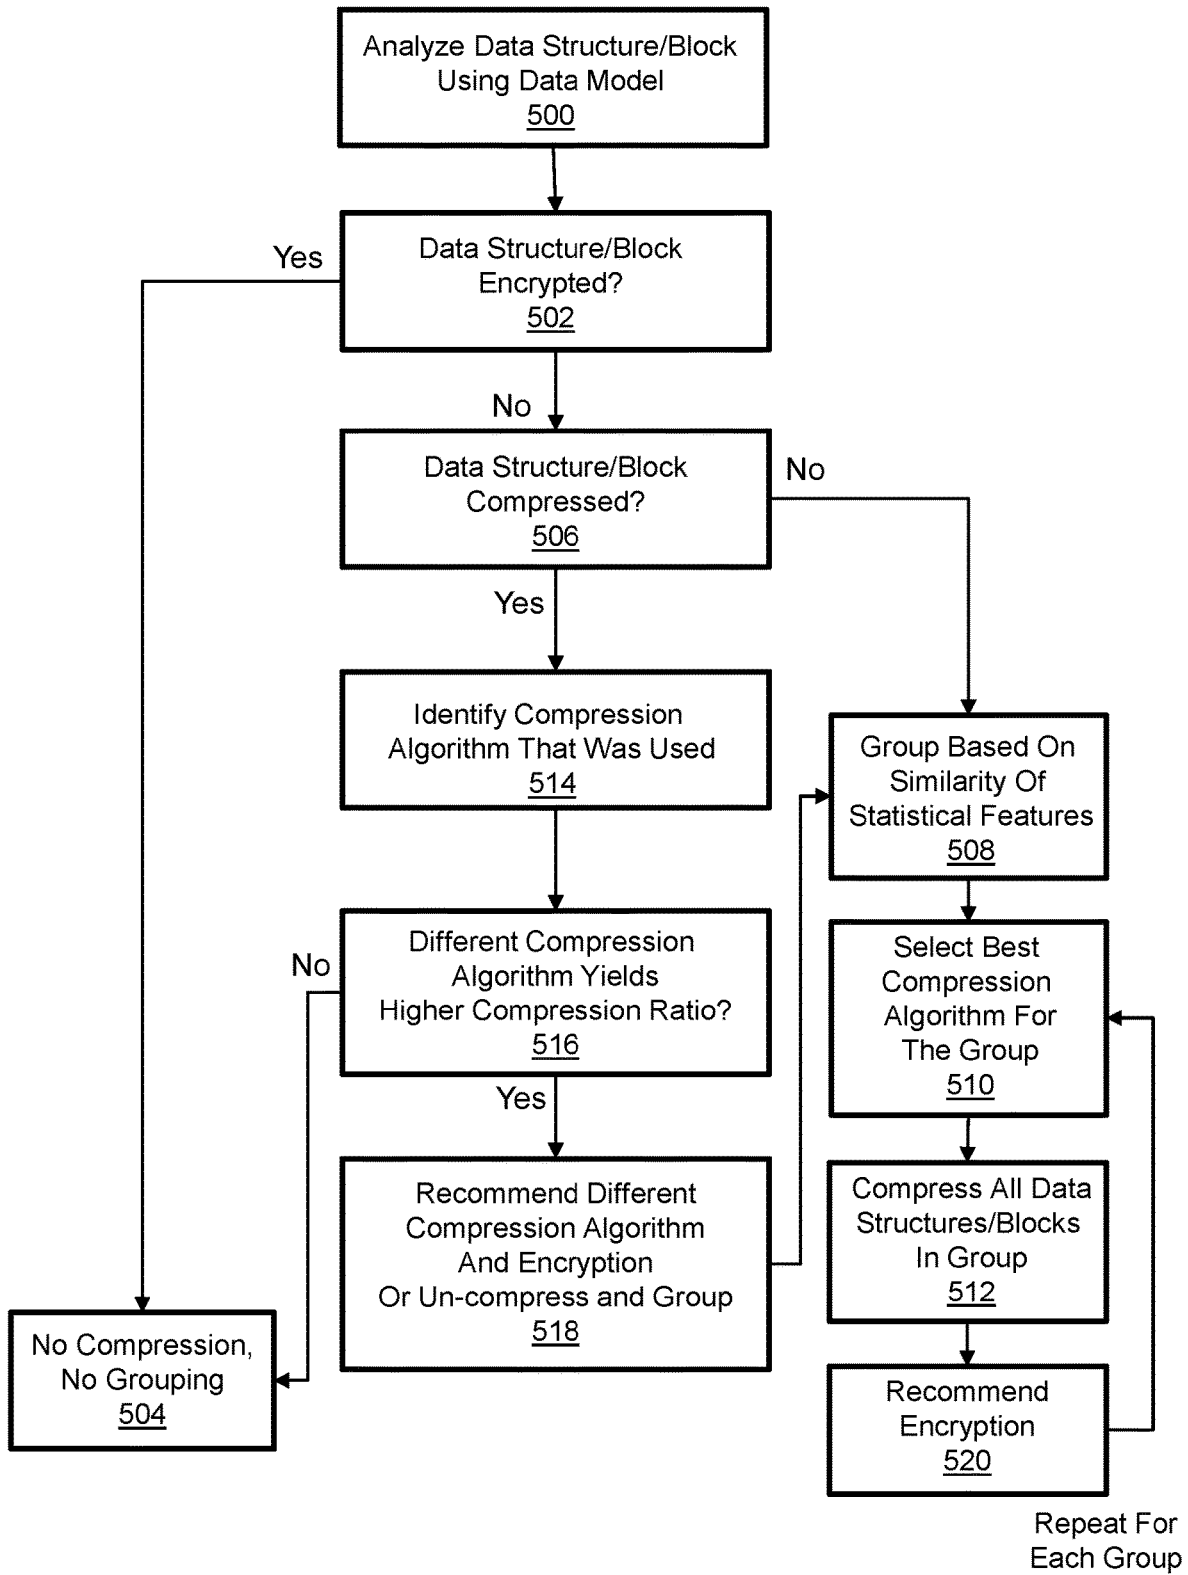 Analyze Data Structure/Block
Using Data Model
500
Yes
Data Structure/Block
Encrypted?
502
No
Data Structure/Block
Compressed?
506
No
Yes
Identify Compression
Algorithm That Was Used
514
Group Based On
Similarity Of
Statistical Features
508
No
Different Compression
Algorithm Yields
Higher Compression Ratio?
516
Select Best
Compression
Algorithm For
The Group
510
Yes
Recommend Different
Compression Algorithm
And Encryption
Or Un-compress and Group
518
Compress All Data
Structures/Blocks
In Group
512
No Compression,
No Grouping
504
Recommend
Encryption
520
Repeat For
Each Group